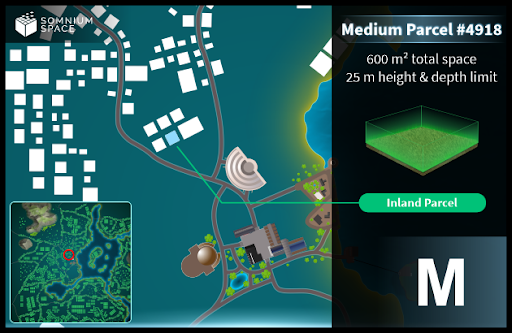 SOMNIUM
SPACE
Medium Parcel #4918
600 m² total space
25 m height & depth limit
Inland Parcel
M